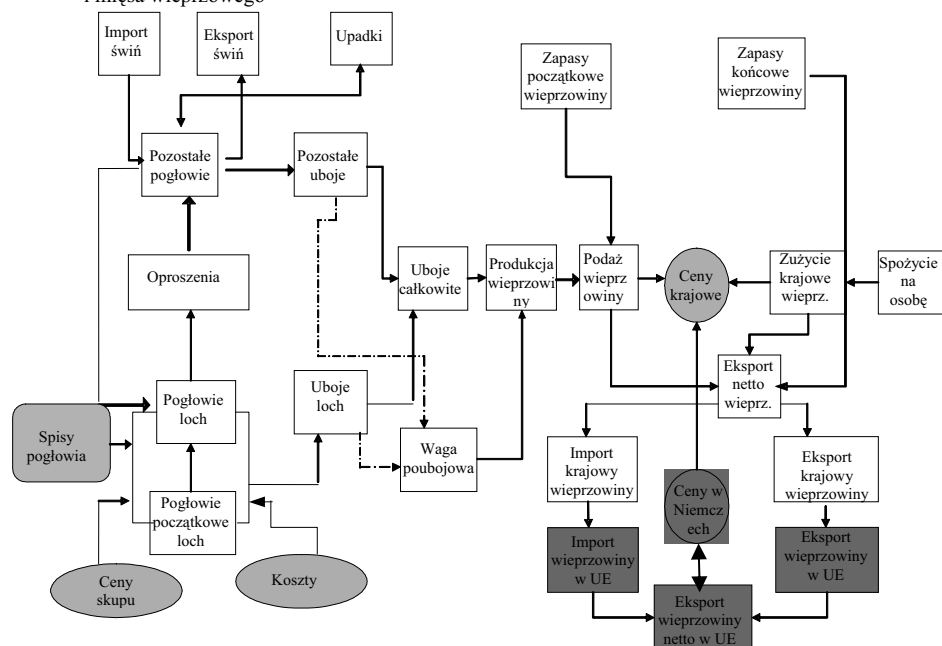 i mięsa wieprzowego
Import
świń
Eksport
świń
Upadki
Zapasy
początkowe
wieprzowiny
Zapasy
końcowe
wieprzowiny
Pozostałe
pogłowie
Pozostałe
uboje
Oproszenia
Uboje
całkowite
Produkcja
wieprzowi
ny
Podaż
wieprz
owiny
Ceny
krajowe
Zużycie
krajowe
wieprz.
Spożycie
na
osobę
Eksport
netto
wieprz.
Pogłowie
loch
Uboje
loch
Spisy
pogłowia
Waga
poubojowa
Import
krajowy
wieprzowiny
Ceny w
Niemcz
ech
Eksport
krajowy
wieprzowiny
Pogłowie
początkowe
loch
Import
wieprzowiny
w UE
Eksport
wieprzowiny
w UE
Ceny
skupu
Koszty
Eksport
wieprzowiny
netto w UE